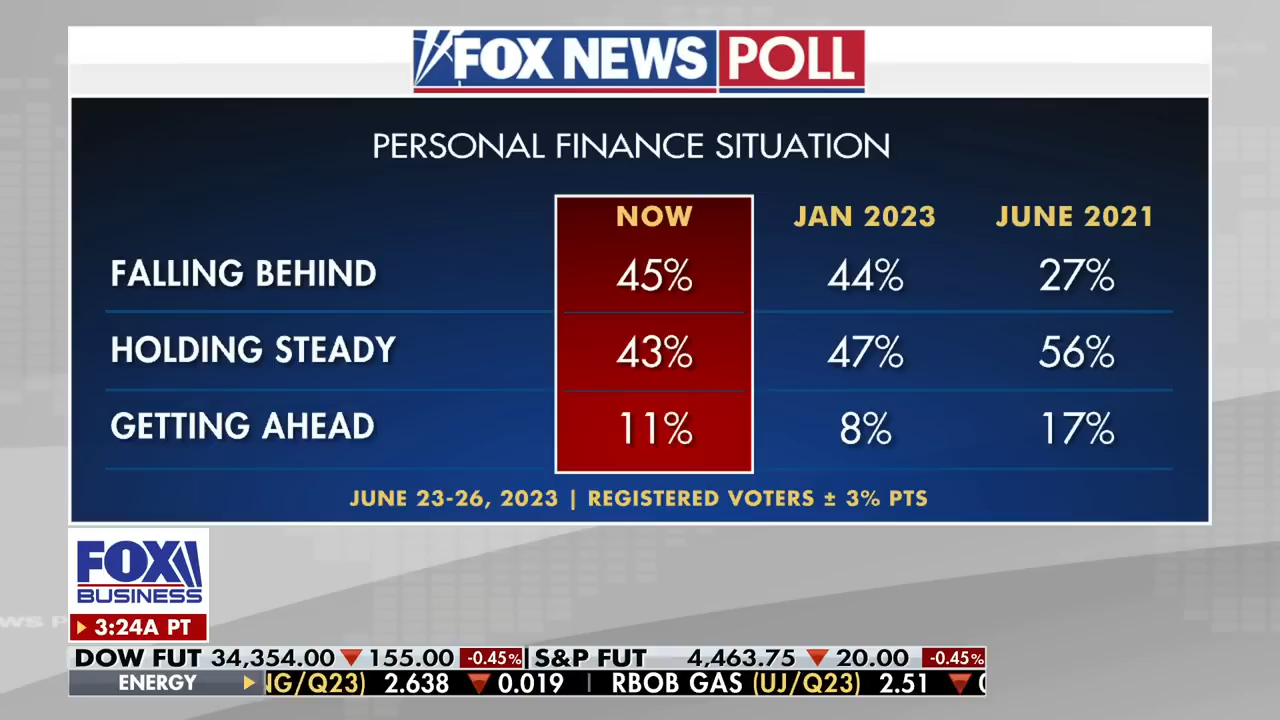 FOX NEWS POLL
PERSONAL FINANCE SITUATION
NOW JAN 2023 JUNE 2021
FALLING BEHIND 45% 44% 27%
HOLDING STEADY 43% 47% 56%
GETTING AHEAD 11% 8% 17%
JUNE 23-26, 2023 | REGISTERED VOTERS ± 3% PTS
FOX BUSINESS
3:24A PT
DOW FUT 34,354.00 155.00 -0.45% S&P FUT 4,463.75 20.00 -0.45%
ENERGY NG/Q23) 2.638 0.019 | RBOB GAS (UJ/Q23) 2.51